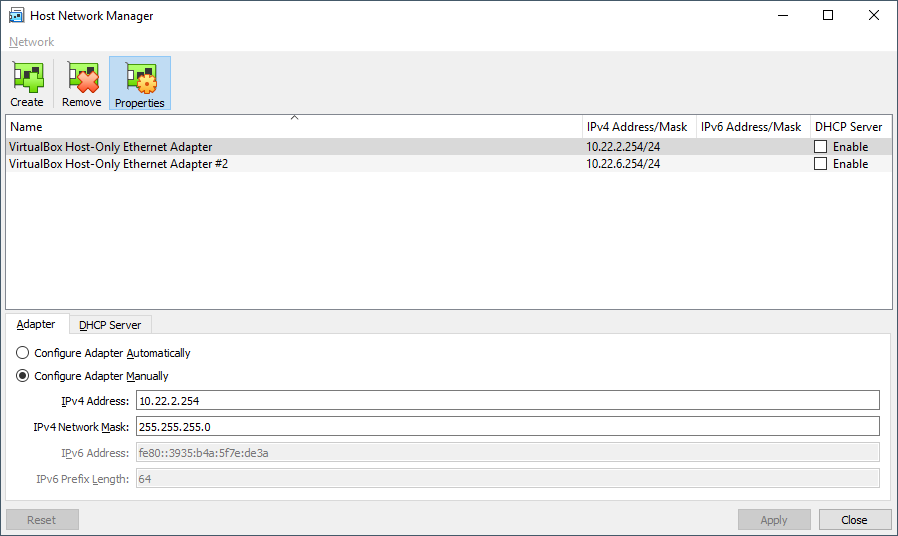 Host Network Manager
Network
Create Remove Properties
Name IPv4 Address/Mask IPv6 Address/Mask DHCP Server
VirtualBox Host-Only Ethernet Adapter 10.22.2.254/24 Enable
VirtualBox Host-Only Ethernet Adapter #2 10.22.6.254/24 Enable
Adapter DHCP Server
Configure Adapter Automatically
Configure Adapter Manually
IPv4 Address: 10.22.2.254
IPv4 Network Mask: 255.255.255.0
IPv6 Address: fe80::3935:b4a:5f7e:de3a
IPv6 Prefix Length: 64
Reset Apply Close